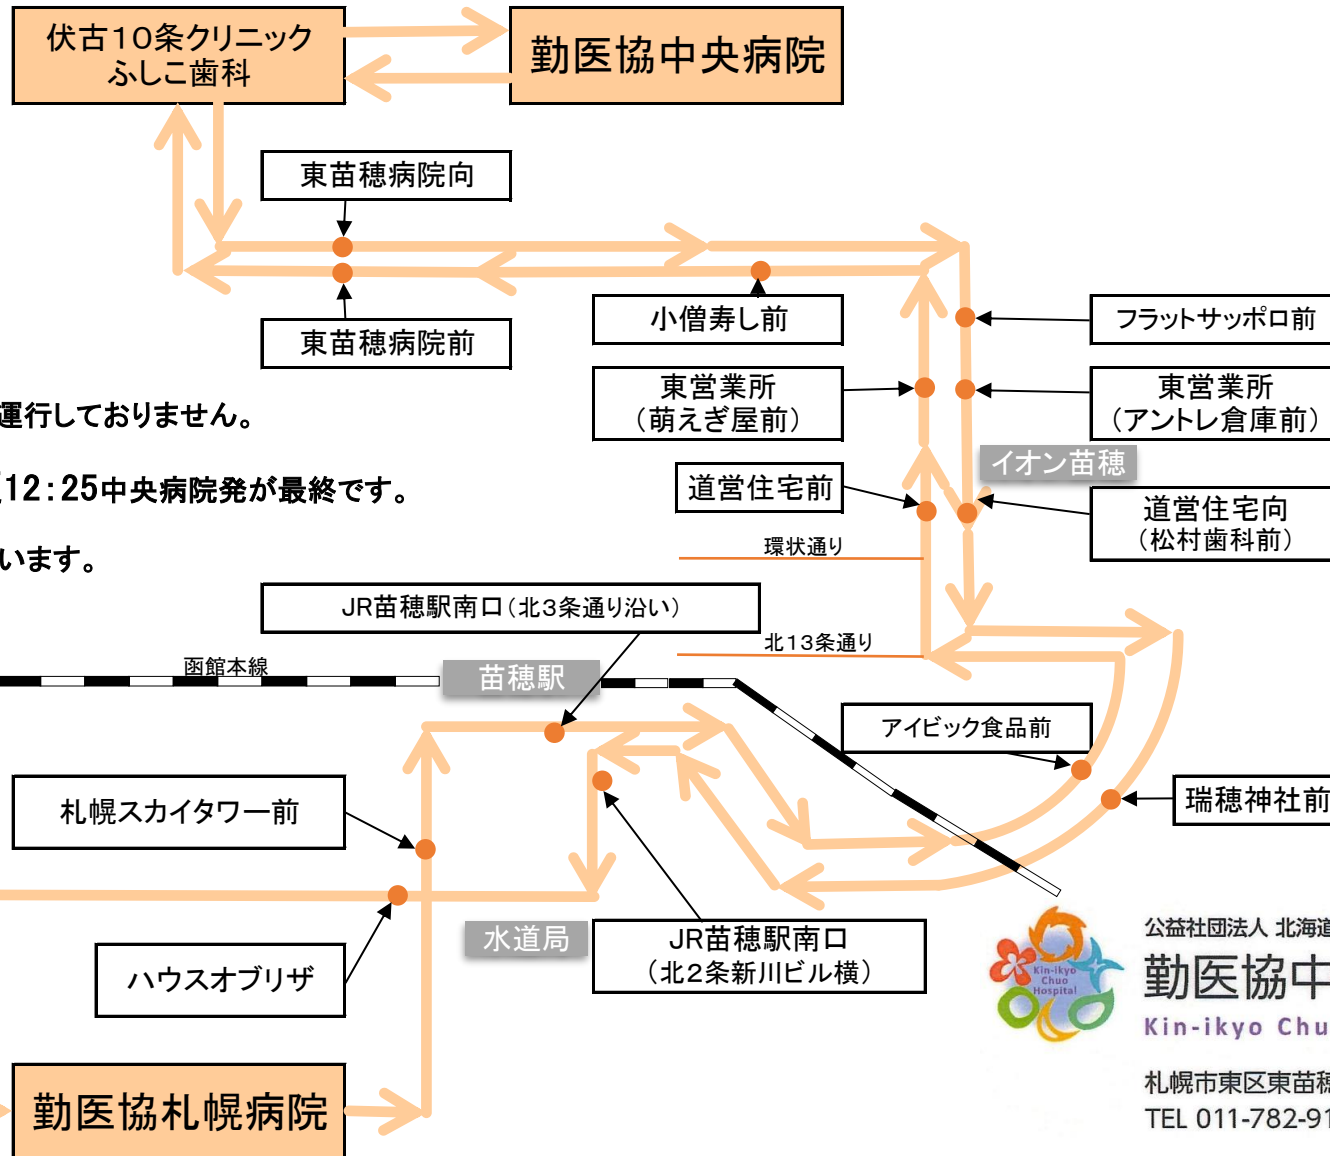 伏古10条クリニック
ふしこ歯科
勤医協中央病院
東苗穂病院向
東苗穂病院前
小僧寿し前
フラットサッポロ前
東営業所
（萌えぎ屋前）
東営業所
（アントレ倉庫前）
運行しておりません。
イオン苗穂
12：25中央病院発が最終です。
道営住宅前
道営住宅向
（松村歯科前）
います。
環状通り
JR苗穂駅南口（北3条通り沿い）
北13条通り
函館本線
苗穂駅
アイビック食品前
札幌スカイタワー前
瑞穂神社前
水道局
JR苗穂駅南口
（北2条新川ビル横）
ハウスオブリザ
Kin-ikyo
Chuo
Hospital
公益社団法人 北海道
勤医協中
Kin-ikyo Chu
札幌市東区東苗穂
TEL 011-782-91
勤医協札幌病院